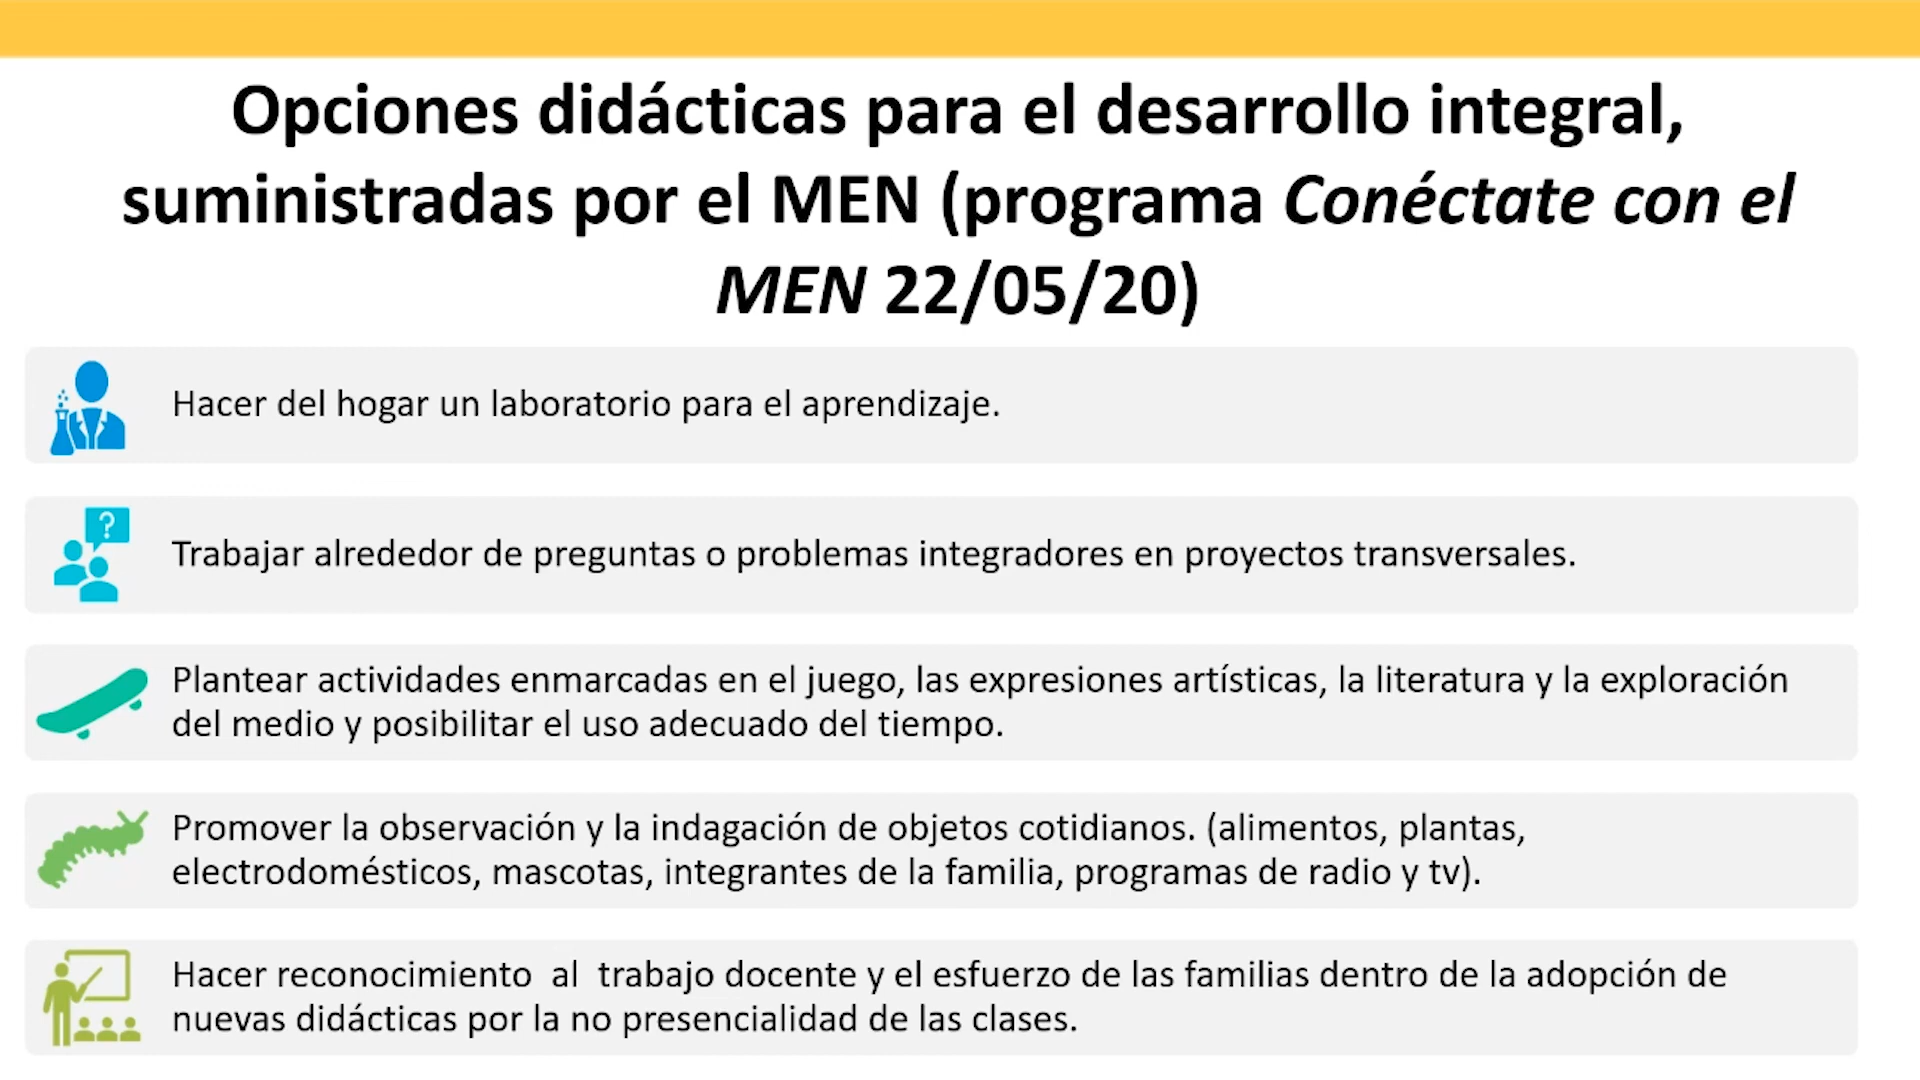 Opciones didácticas para el desarrollo integral,
suministradas por el MEN (programa Conéctate con el
MEN 22/05/20)
Hacer del hogar un laboratorio para el aprendizaje.
?
Trabajar alrededor de preguntas o problemas integradores en proyectos transversales.
Plantear actividades enmarcadas en el juego, las expresiones artísticas, la literatura y la exploración
del medio y posibilitar el uso adecuado del tiempo.
Promover la observación y la indagación de objetos cotidianos. (alimentos, plantas,
electrodomésticos, mascotas, integrantes de la familia, programas de radio y tv).
Hacer reconocimiento  al  trabajo docente y el esfuerzo de las familias dentro de la adopción de
nuevas didácticas por la no presencialidad de las clases.